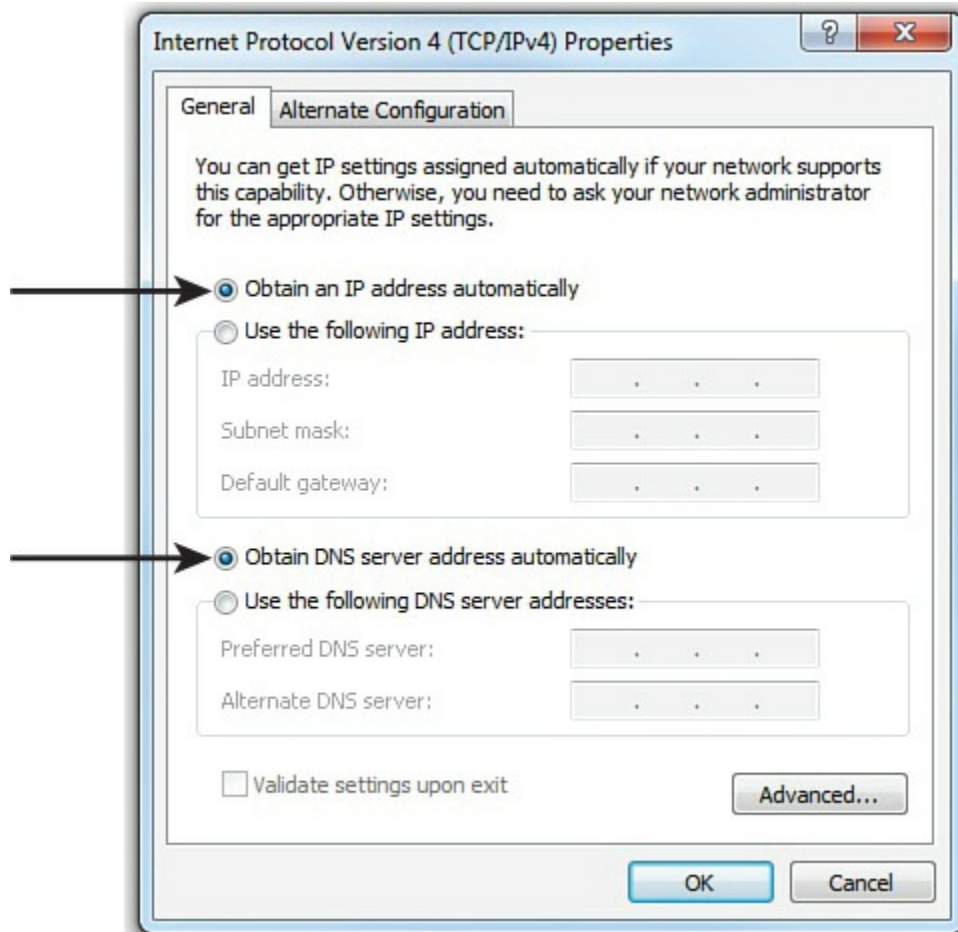 Internet Protocol Version 4 (TCP/IPv4) Properties
?
General
Alternate Configuration
You can get IP settings assigned automatically if your network supports
this capability. Otherwise, you need to ask your network administrator
for the appropriate IP settings.
Obtain an IP address automatically
Use the following IP address:
IP address:
Subnet mask:
Default gateway:
Obtain DNS server address automatically
Use the following DNS server addresses:
Preferred DNS server:
Alternate DNS server:
Validate settings upon exit
Advanced...
OK
Cancel